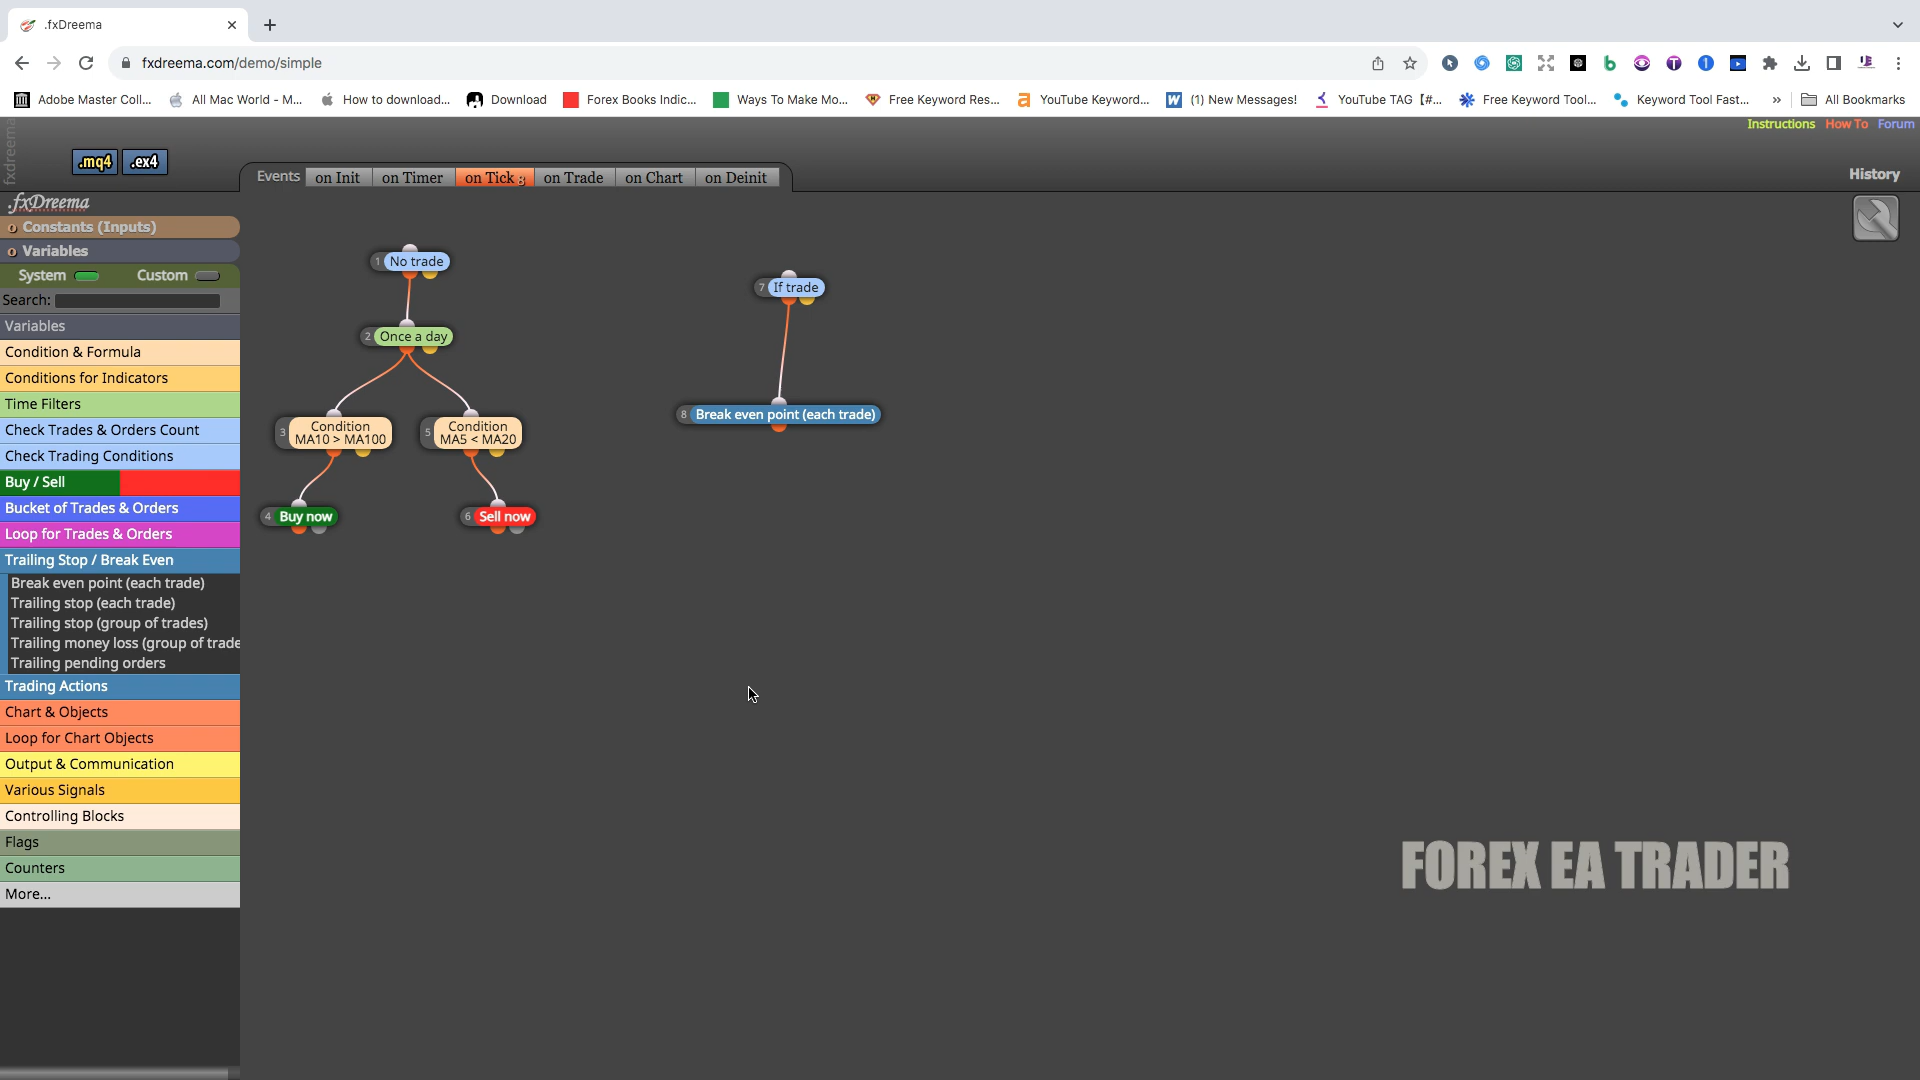 .fxDreema
fxdreema.com/demo/simple
Adobe Master Coll...
All Mac World - M...
How to download...
Download
Forex Books Indic...
Ways To Make Mo...
Free Keyword Res...
YouTube Keyword...
(1) New Messages!
YouTube TAG【#...
Free Keyword Tool...
Keyword Tool Fast...
»
All Bookmarks
Instructions How To Forum
fxdreema
.mq4 .ex4
Events on Init on Timer on Tick 8 on Trade on Chart on Deinit
History
.fxDreema
Constants (Inputs)
Variables
System Custom
Search:
Variables
Condition & Formula
Conditions for Indicators
Time Filters
Check Trades & Orders Count
Check Trading Conditions
Buy / Sell
Bucket of Trades & Orders
Loop for Trades & Orders
Trailing Stop / Break Even
Break even point (each trade)
Trailing stop (each trade)
Trailing stop (group of trades)
Trailing money loss (group of trade
Trailing pending orders
Trading Actions
Chart & Objects
Loop for Chart Objects
Output & Communication
Various Signals
Controlling Blocks
Flags
Counters
More...
1 No trade
2 Once a day
3 Condition
MA10 > MA100
5 Condition
MA5 < MA20
4 Buy now
6 Sell now
7 If trade
8 Break even point (each trade)
FOREX EA TRADER